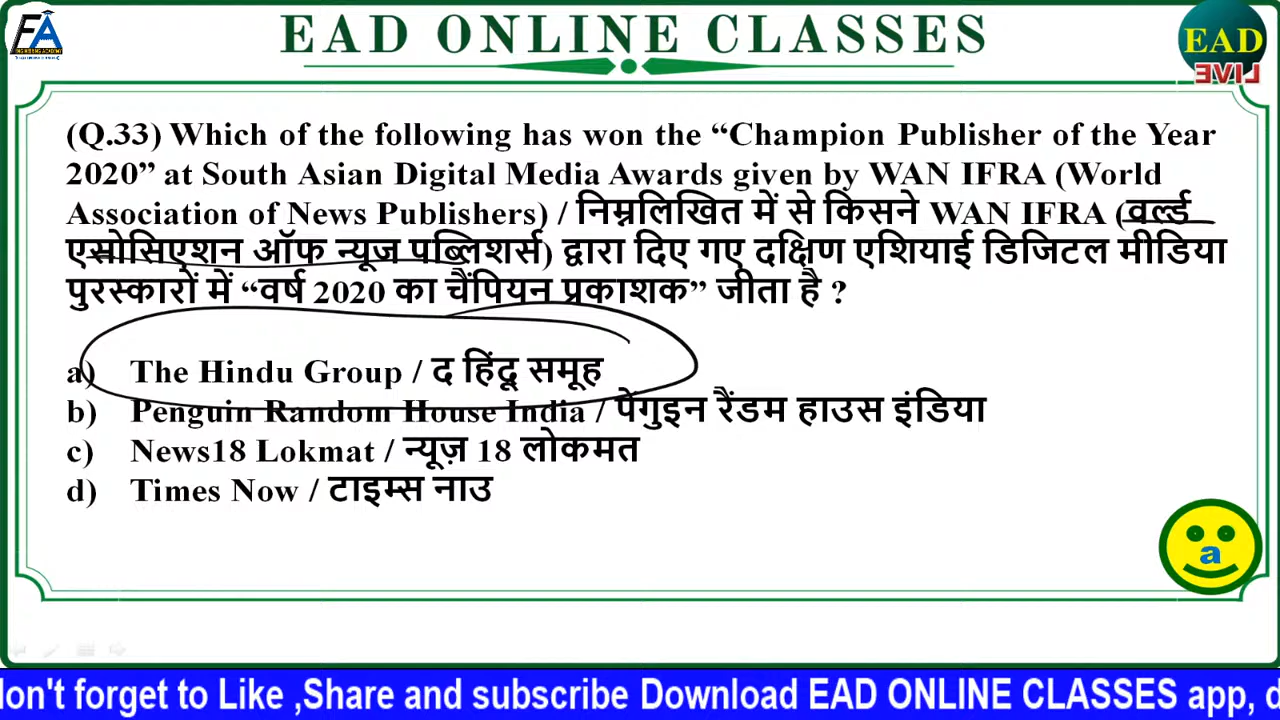 FA
ENGINEERING ACADEMY
EAD ONLINE CLASSES
EAD
LIVE
(Q.33) Which of the following has won the “Champion Publisher of the Year
2020” at South Asian Digital Media Awards given by WAN IFRA (World
Association of News Publishers) / निम्नलिखित में से किसने WAN IFRA (वर्ल्ड
एसोसिएशन ऑफ न्यूज पब्लिशर्स) द्वारा दिए गए दक्षिण एशियाई डिजिटल मीडिया
पुरस्कारों में “वर्ष 2020 का चैंपियन प्रकाशक” जीता है ?
a) The Hindu Group / द हिंदू समूह
b) Penguin Random House India / पेंगुइन रैंडम हाउस इंडिया
c) News18 Lokmat / न्यूज़ 18 लोकमत
d) Times Now / टाइम्स नाउ
a
don't forget to Like ,Share and subscribe Download EAD ONLINE CLASSES app, d